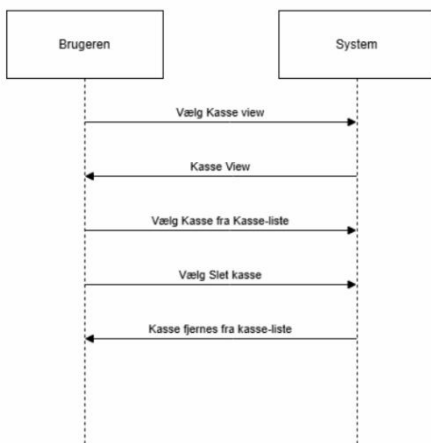 Brugeren
System
Vælg Kasse view
Kasse View
Vælg Kasse fra Kasse-liste
Vælg Slet kasse
Kasse fjernes fra kasse-liste